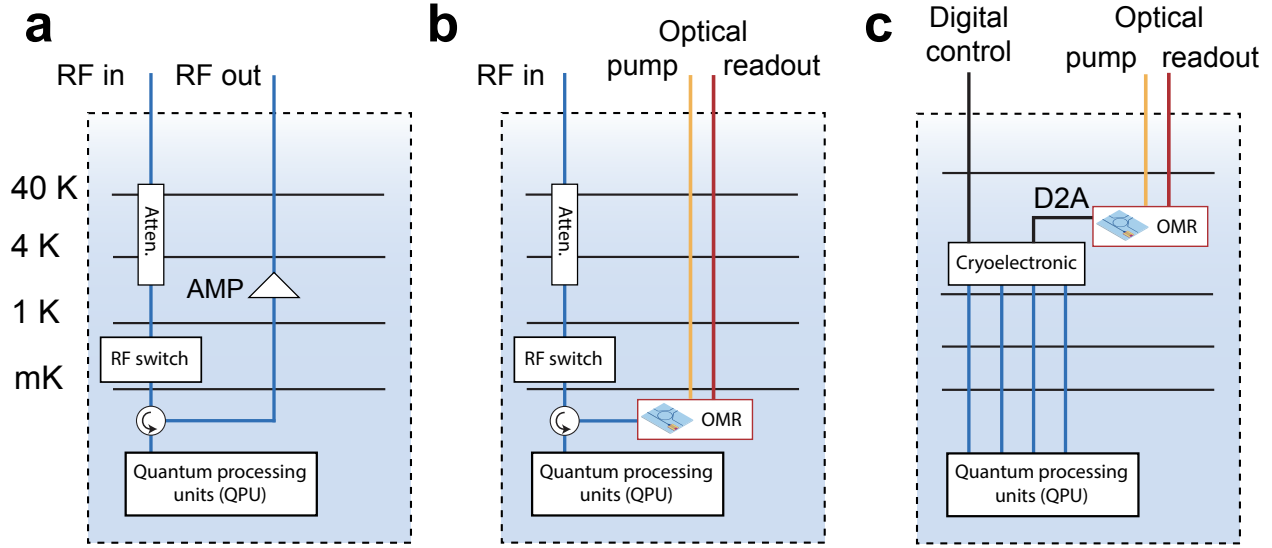 a
RF in
RF out
40 K
4 K
1 K
mK
Atten.
AMP
RF switch
Quantum processing
units (QPU)
b
Optical
RF in
pump
readout
Atten.
RF switch
OMR
Quantum processing
units (QPU)
c
Digital
control
Optical
pump
readout
D2A
OMR
Cryoelectronic
Quantum processing
units (QPU)